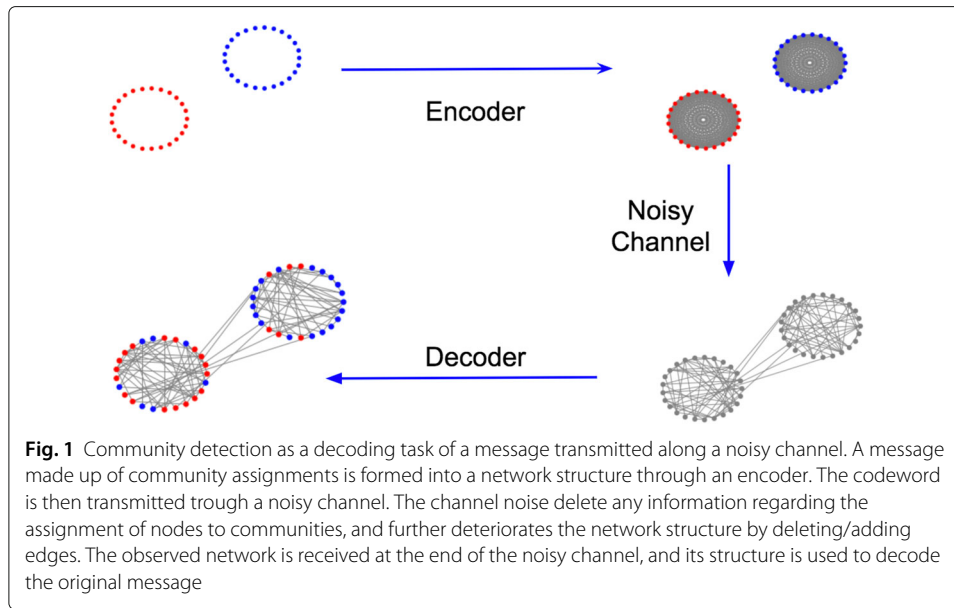 Encoder
Noisy
Channel
Decoder
Fig. 1 Community detection as a decoding task of a message transmitted along a noisy channel. A message
made up of community assignments is formed into a network structure through an encoder. The codeword
is then transmitted trough a noisy channel. The channel noise delete any information regarding the
assignment of nodes to communities, and further deteriorates the network structure by deleting/adding
edges. The observed network is received at the end of the noisy channel, and its structure is used to decode
the original message